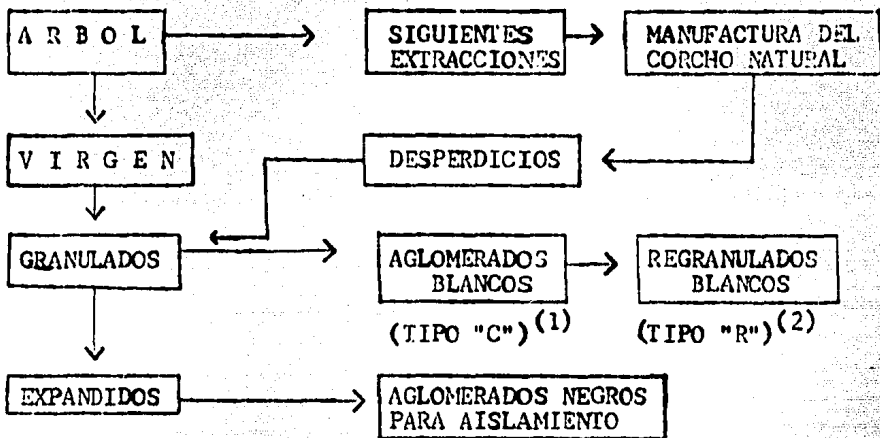 A R B O L
SIGUIENTES
EXTRACCIONES
MANUFACTURA DEL
CORCHO NATURAL
V I R G E N
DESPERDICIOS
GRANULADOS
AGLOMERADOS
BLANCOS
(TIPO "C")(1)
REGRANULADOS
BLANCOS
(TIPO "R")(2)
EXPANDIDOS
AGLOMERADOS NEGROS
PARA AISLAMIENTO